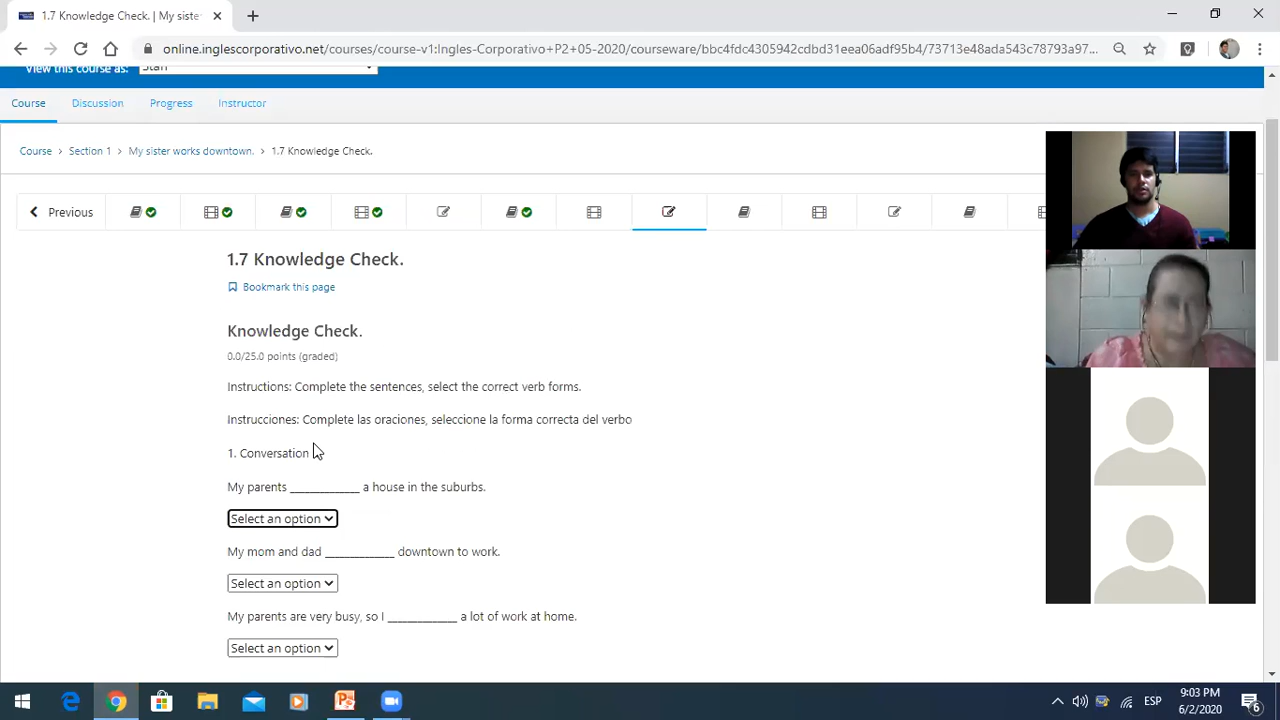 1.7 Knowledge Check. | My siste
online.inglescorporativo.net/courses/course-v1:Ingles-Corporativo+P2+05-2020/courseware/bbc4fdc4305942cdbd31eea06adf95b4/73713e48ada543c78793a97...
View this course as: Staff
Course Discussion Progress Instructor
Course > Section 1 > My sister works downtown. > 1.7 Knowledge Check.
Previous
1.7 Knowledge Check.
Bookmark this page
Knowledge Check.
0.0/25.0 points (graded)
Instructions: Complete the sentences, select the correct verb forms.
Instrucciones: Complete las oraciones, seleccione la forma correcta del verbo
1. Conversation
My parents ______________ a house in the suburbs.
Select an option
My mom and dad ______________ downtown to work.
Select an option
My parents are very busy, so I ______________ a lot of work at home.
Select an option
ESP
9:03 PM
6/2/2020
6